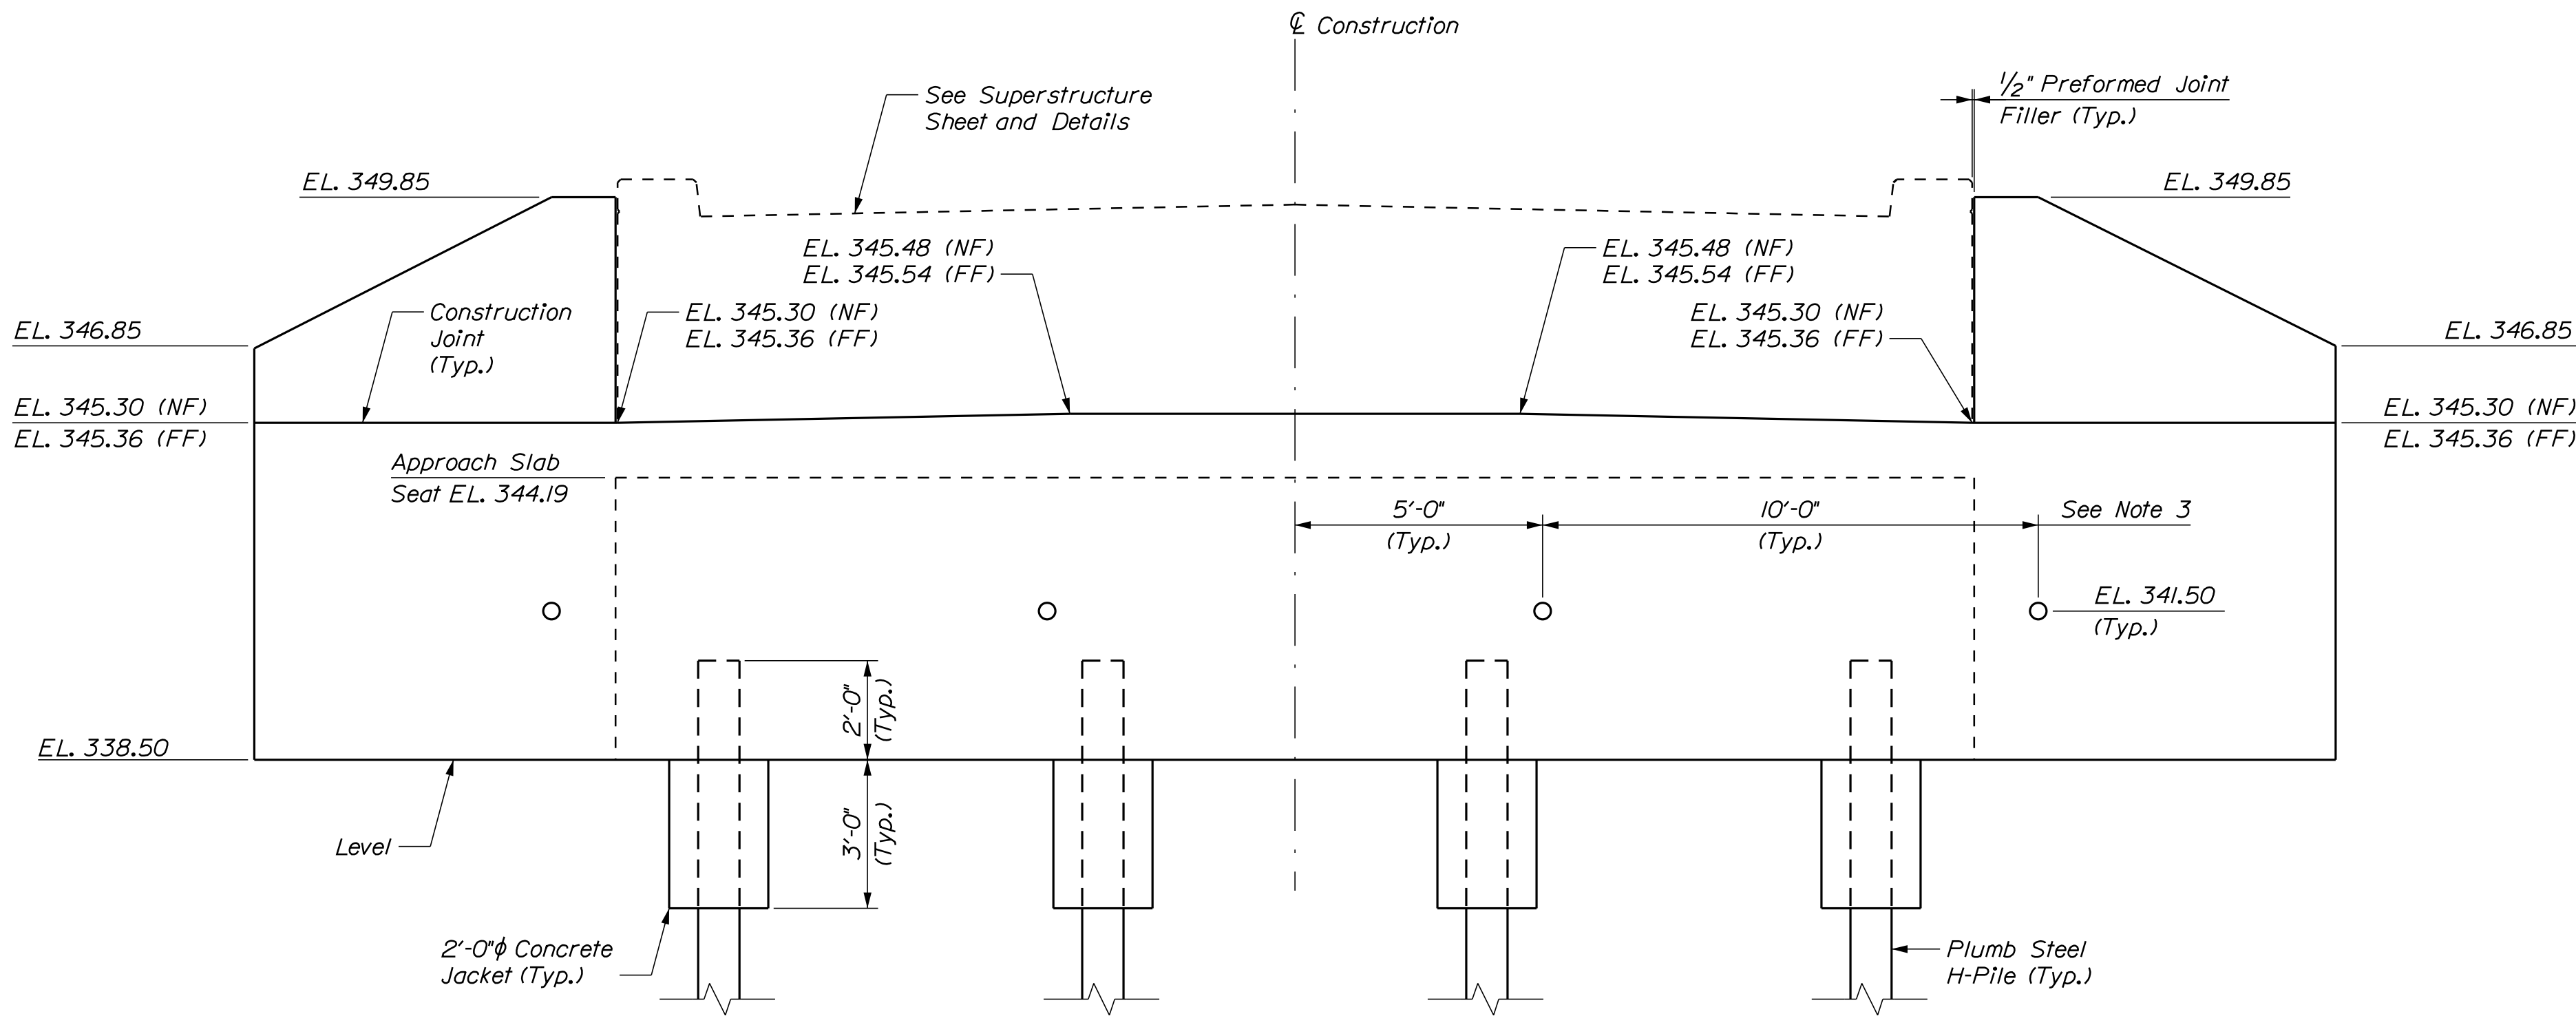 ℄ Construction
See Superstructure
Sheet and Details
1/2" Preformed Joint
Filler (Typ.)
EL. 349.85
EL. 349.85
EL. 345.48 (NF)
EL. 345.54 (FF)
EL. 345.48 (NF)
EL. 345.54 (FF)
Construction
Joint
(Typ.)
EL. 345.30 (NF)
EL. 345.36 (FF)
EL. 345.30 (NF)
EL. 345.36 (FF)
EL. 346.85
EL. 346.85
EL. 345.30 (NF)
EL. 345.36 (FF)
EL. 345.30 (NF)
EL. 345.36 (FF)
Approach Slab
Seat EL. 344.19
5'-0"
(Typ.)
10'-0"
(Typ.)
See Note 3
EL. 341.50
(Typ.)
2'-0"
(Typ.)
EL. 338.50
3'-0"
(Typ.)
Level
2'-0"ϕ Concrete
Jacket (Typ.)
Plumb Steel
H-Pile (Typ.)